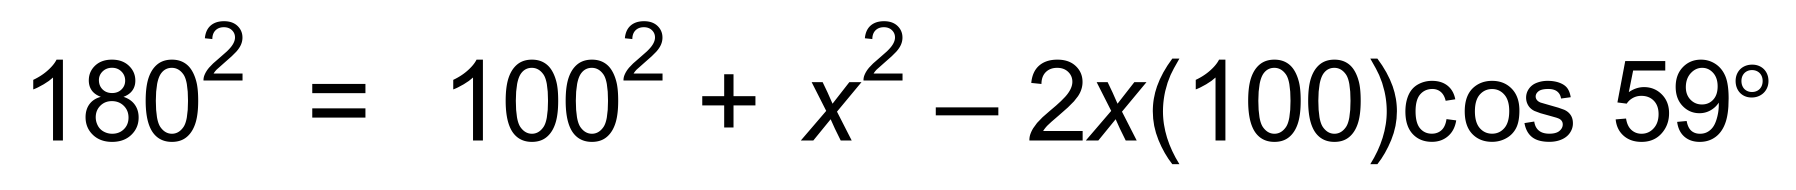 180² = 100² + x² – 2x(100)cos 59°